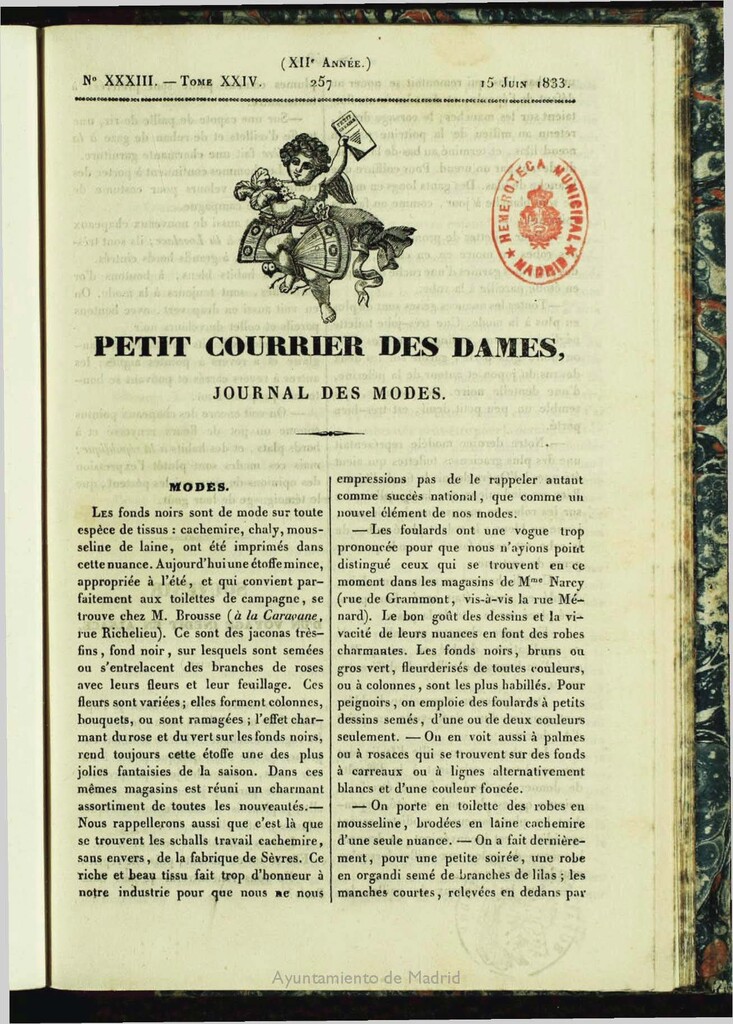 (XIIe ANNÉE.)
No XXXIII. — TOME XXIV. 257 15 JUIN 1833.
PETIT COURRIER DES DAMES,
JOURNAL DES MODES.
HEMEROTECA MUNICIPAL
★ MADRID ★
MODES.
LES fonds noirs sont de mode sur toute
espèce de tissus : cachemire, chaly, mous-
seline de laine, ont été imprimés dans
cette nuance. Aujourd'hui une étoffe mince,
appropriée à l'été, et qui convient par-
faitement aux toilettes de campagne, se
trouve chez M. Brousse (à la Caravane,
rue Richelieu). Ce sont des jaconas très-
fins, fond noir, sur lesquels sont semées
ou s'entrelacent des branches de roses
avec leurs fleurs et leur feuillage. Ces
fleurs sont variées; elles forment colonnes,
bouquets, ou sont ramagées; l'effet char-
mant du rose et du vert sur les fonds noirs,
rend toujours cette étoffe une des plus
jolies fantaisies de la saison. Dans ces
mêmes magasins est réuni un charmant
assortiment de toutes les nouveautés.—
Nous rappellerons aussi que c'est là que
se trouvent les schalls travail cachemire,
sans envers, de la fabrique de Sèvres. Ce
riche et beau tissu fait trop d'honneur à
notre industrie pour que nous ne nous
empressions pas de le rappeler autant
comme succès national, que comme un
nouvel élément de nos modes.
— Les foulards ont une vogue trop
prononcée pour que nous n'ayions point
distingué ceux qui se trouvent en ce
moment dans les magasins de Mme Narcy
(rue de Grammont, vis-à-vis la rue Mé-
nard). Le bon goût des dessins et la vi-
vacité de leurs nuances en font des robes
charmantes. Les fonds noirs, bruns ou
gros vert, fleurderisés de toutes couleurs,
ou à colonnes, sont les plus habillés. Pour
peignoirs, on emploie des foulards à petits
dessins semés, d'une ou de deux couleurs
seulement. — On en voit aussi à palmes
ou à rosaces qui se trouvent sur des fonds
à carreaux ou à lignes alternativement
blancs et d'une couleur foncée.
— On porte en toilette des robes en
mousseline, brodées en laine cachemire
d'une seule nuance. — On a fait dernière-
ment, pour une petite soirée, une robe
en organdi semé de branches de lilas; les
manches courtes, relevées en dedans par
Ayuntamiento de Madrid